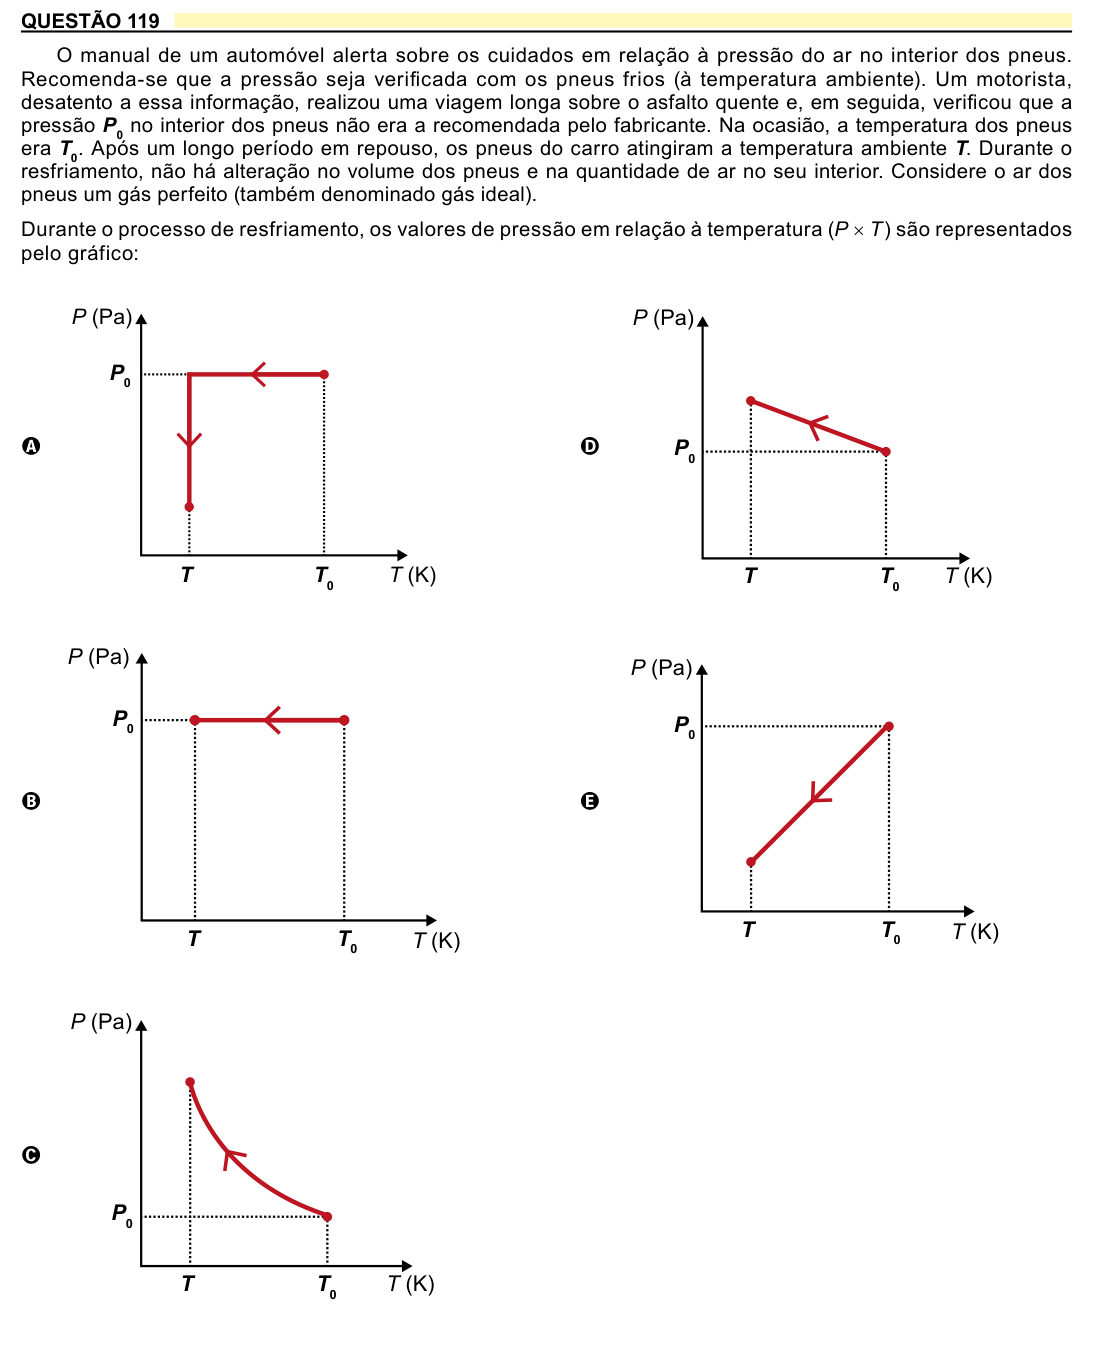 QUESTÃO 119
O manual de um automóvel alerta sobre os cuidados em relação à pressão do ar no interior dos pneus.
Recomenda-se que a pressão seja verificada com os pneus frios (à temperatura ambiente). Um motorista,
desatento a essa informação, realizou uma viagem longa sobre o asfalto quente e, em seguida, verificou que a
pressão P₀ no interior dos pneus não era a recomendada pelo fabricante. Na ocasião, a temperatura dos pneus
era T₀. Após um longo período em repouso, os pneus do carro atingiram a temperatura ambiente T. Durante o
resfriamento, não há alteração no volume dos pneus e na quantidade de ar no seu interior. Considere o ar dos
pneus um gás perfeito (também denominado gás ideal).
Durante o processo de resfriamento, os valores de pressão em relação à temperatura (P × T) são representados
pelo gráfico:
A
P (Pa)
P₀
T
T₀
T (K)
B
P (Pa)
P₀
T
T₀
T (K)
C
P (Pa)
P₀
T
T₀
T (K)
D
P (Pa)
P₀
T
T₀
T (K)
E
P (Pa)
P₀
T
T₀
T (K)